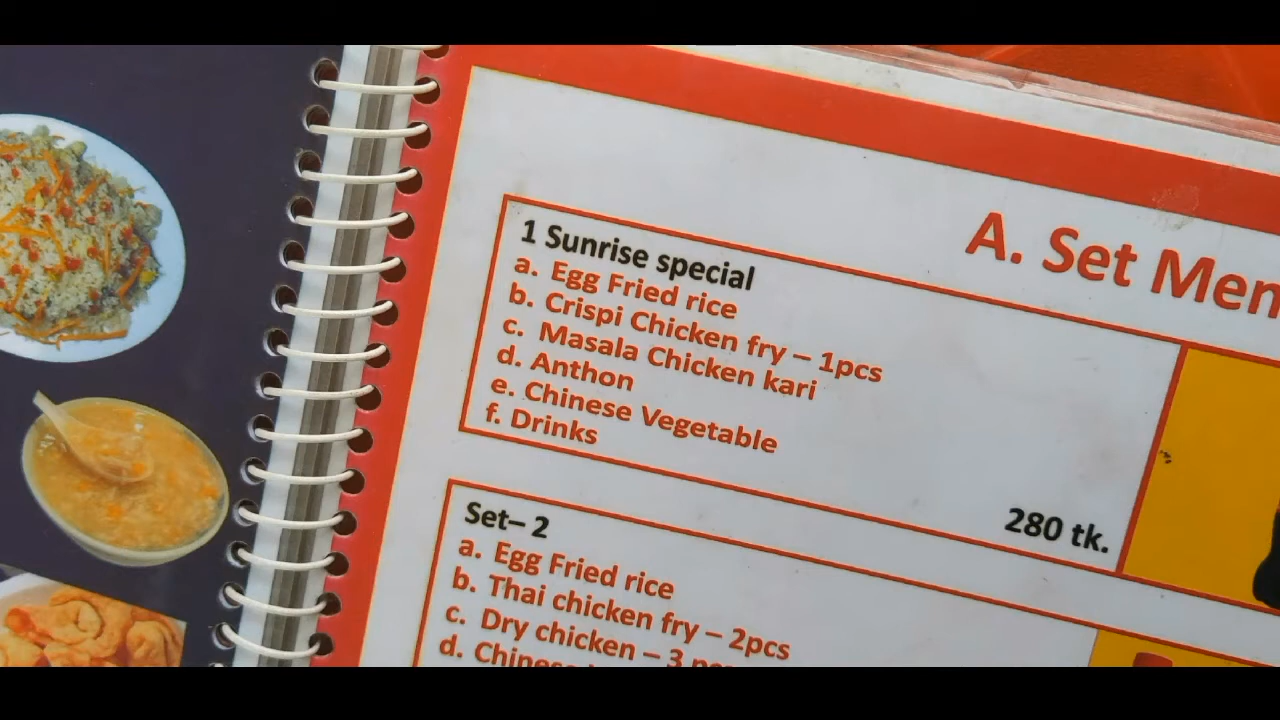 A. Set
1 Sunrise special
a. Egg Fried rice
b. Crispi Chicken fry – 1pcs
c. Masala Chicken kari
d. Anthon
e. Chinese Vegetable
f. Drinks
280 tk.
Set– 2
a. Egg Fried rice
b. Thai chicken fry – 2pcs
c. Dry chicken – 3
d.